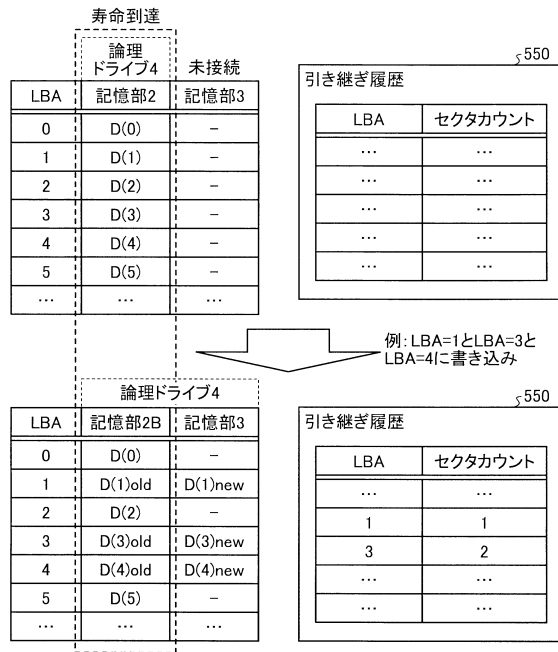 寿命到達
論理
ドライブ4
未接続
LBA 記憶部2 記憶部3
0 D(0) −
1 D(1) −
2 D(2) −
3 D(3) −
4 D(4) −
5 D(5) −
… … …
550
引き継ぎ履歴
LBA セクタカウント
… …
… …
… …
… …
… …
例:LBA=1とLBA=3と
LBA=4に書き込み
論理ドライブ4
LBA 記憶部2B 記憶部3
0 D(0) −
1 D(1)old D(1)new
2 D(2) −
3 D(3)old D(3)new
4 D(4)old D(4)new
5 D(5) −
… … …
550
引き継ぎ履歴
LBA セクタカウント
… …
1 1
3 2
… …
… …